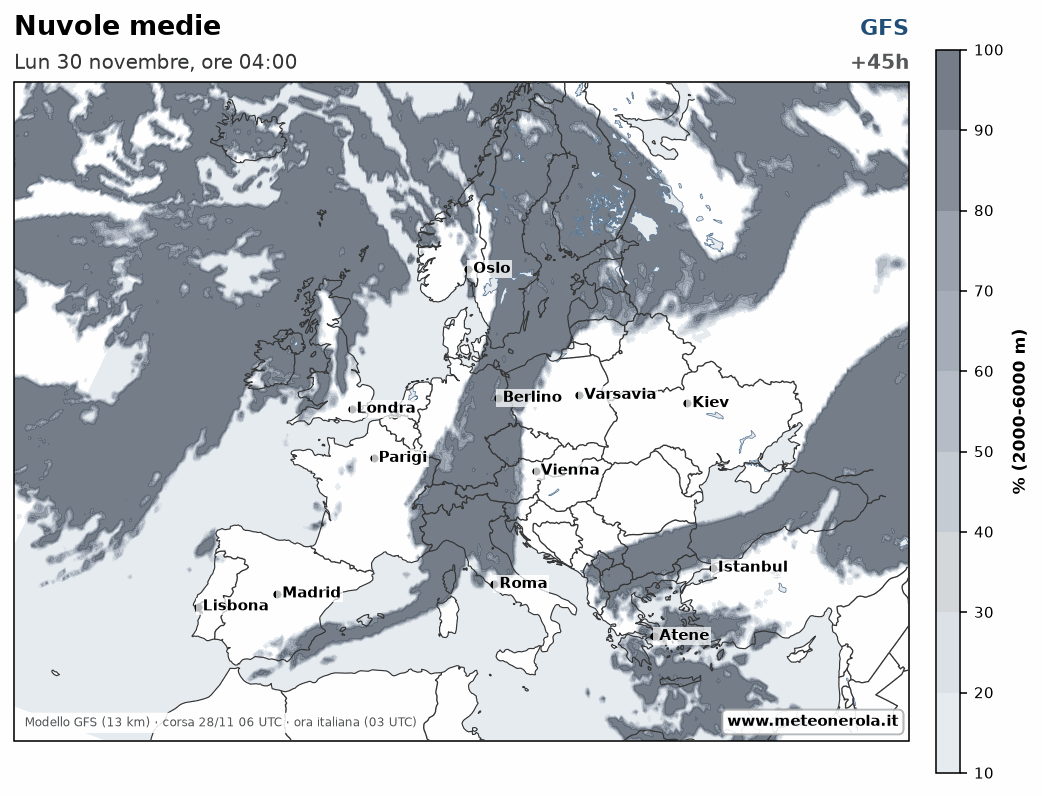 Nuvole medie
GFS
Lun 30 novembre, ore 04:00
+45h
100
90
80
70
60
50
40
30
20
10
% (2000-6000 m)
Oslo
Berlino
Varsavia
Kiev
Londra
Parigi
Vienna
Istanbul
Roma
Madrid
Lisbona
Atene
Modello GFS (13 km) · corsa 28/11 06 UTC · ora italiana (03 UTC)
www.meteonerola.it